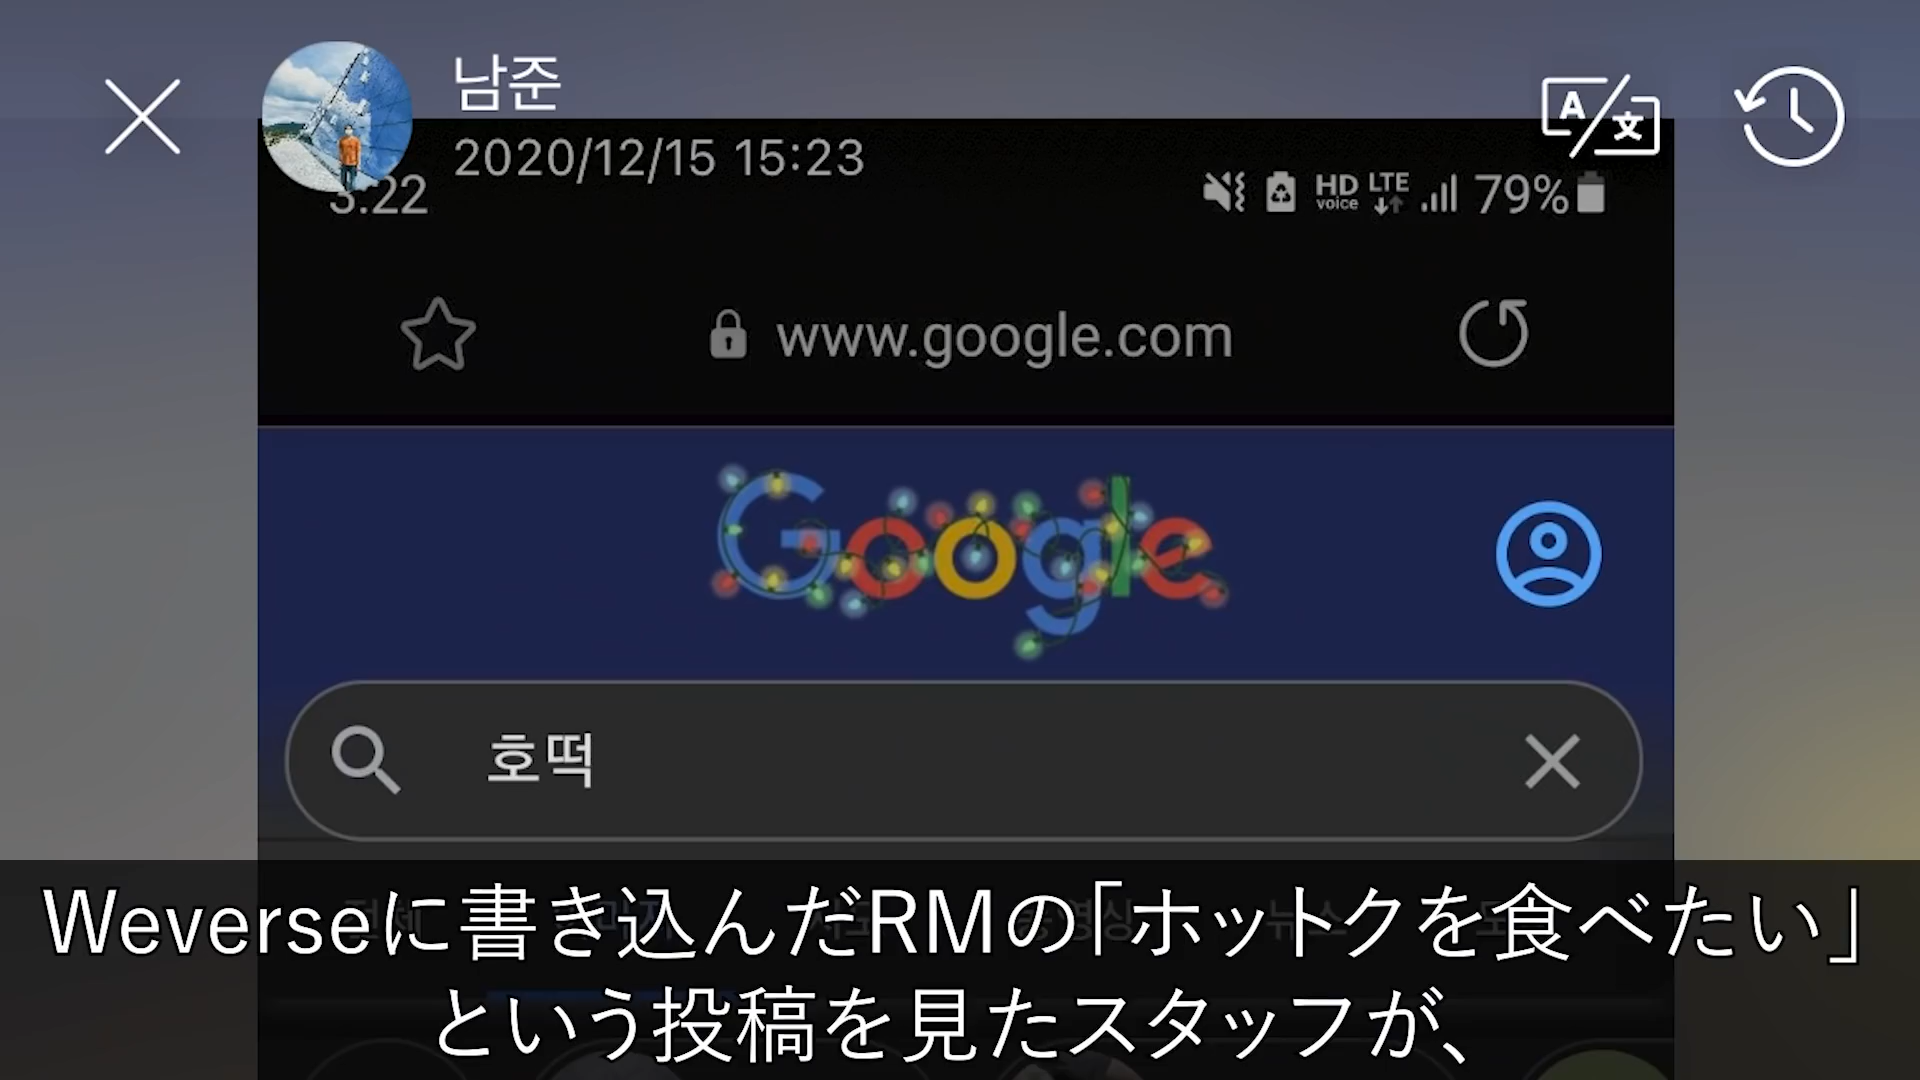 남준
2020/12/15 15:23
3:22
HD voice LTE 79%
www.google.com
Google
호떡
Weverseに書き込んだRMの「ホットクを食べたい」
という投稿を見たスタッフが、